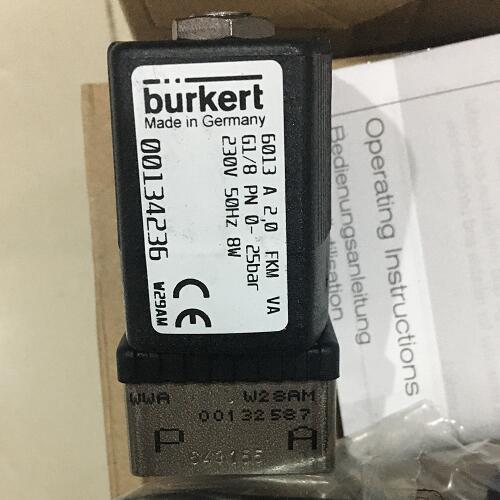 burkert
Made in Germany
00134236
W29AM
6013 A 2,0 FKM VA
G1/8 PN 0- 25bar
230V 50Hz 8W
CE
WWA W28AM
00132587
P A
Operating Instructions
Bedienungsanleitung